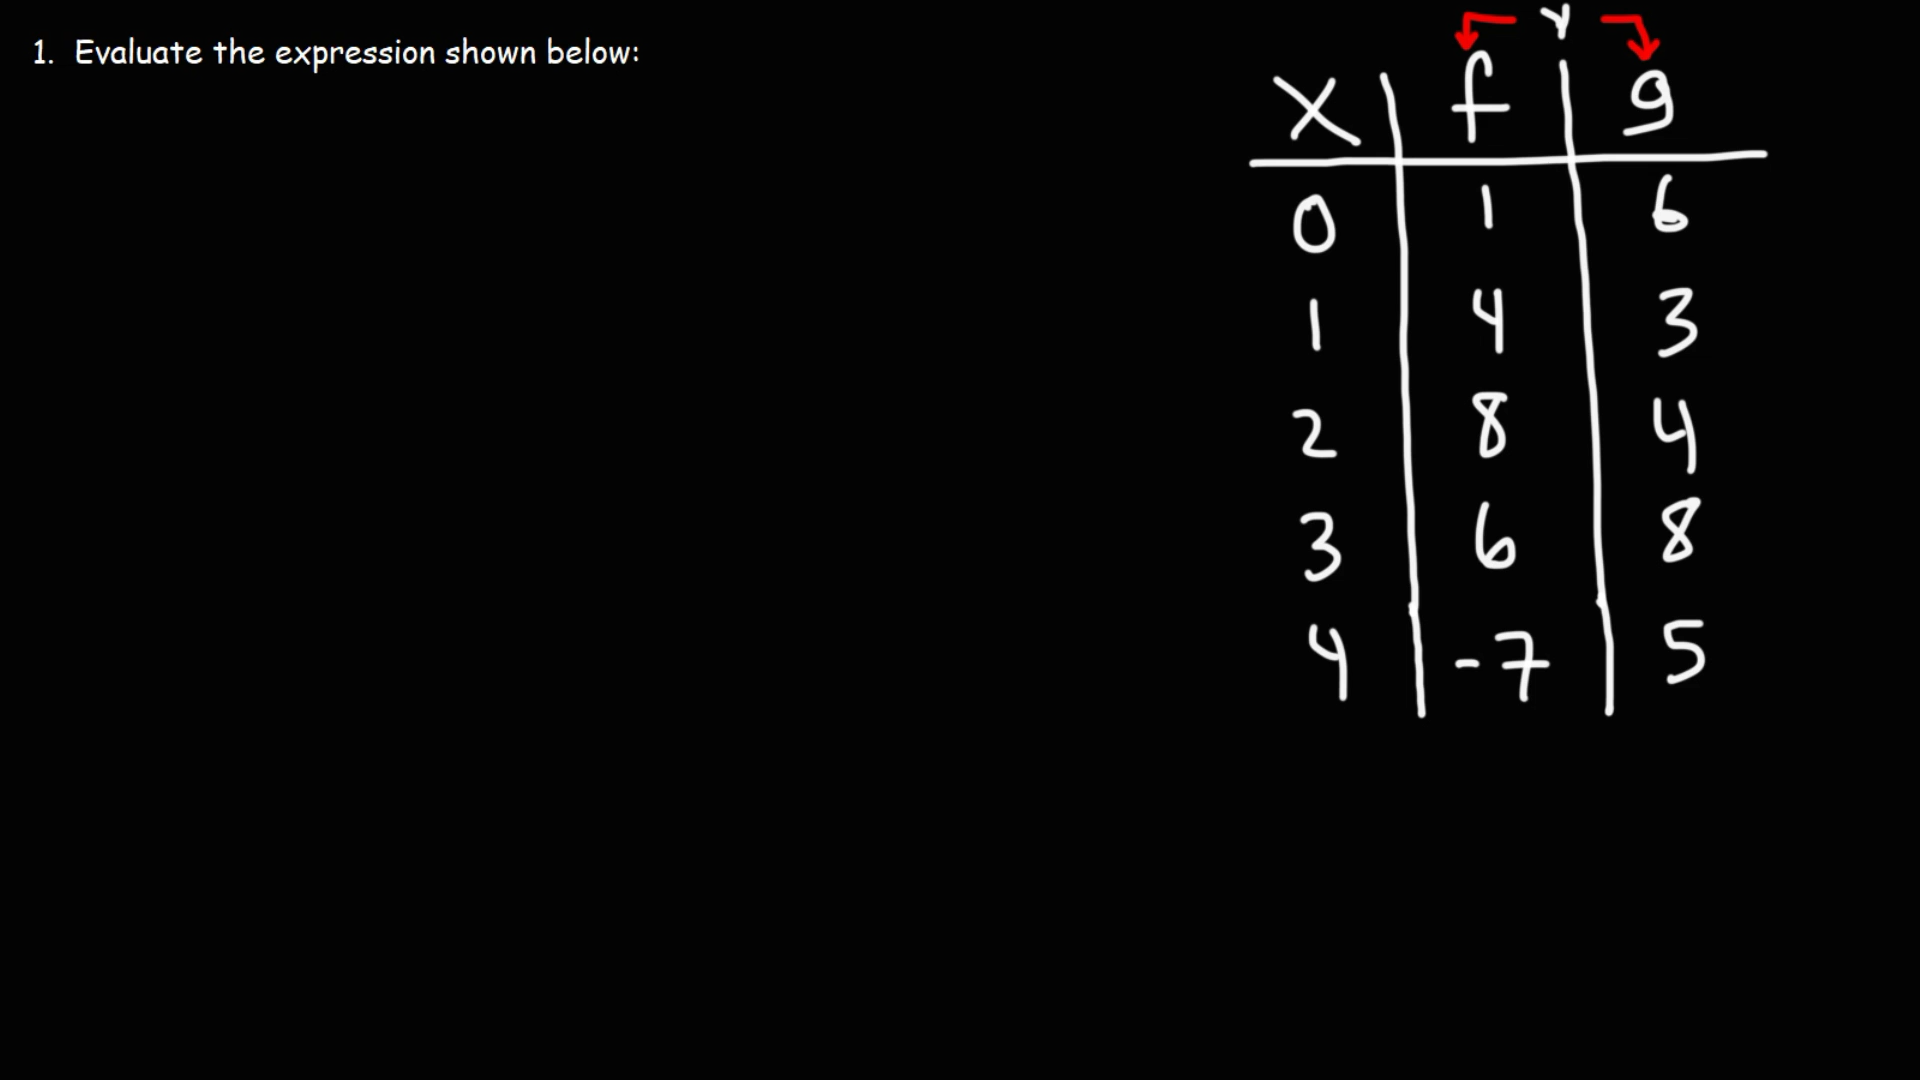 1. Evaluate the expression shown below:
y
x f g
0 1 6
1 4 3
2 8 4
3 6 8
4 -7 5